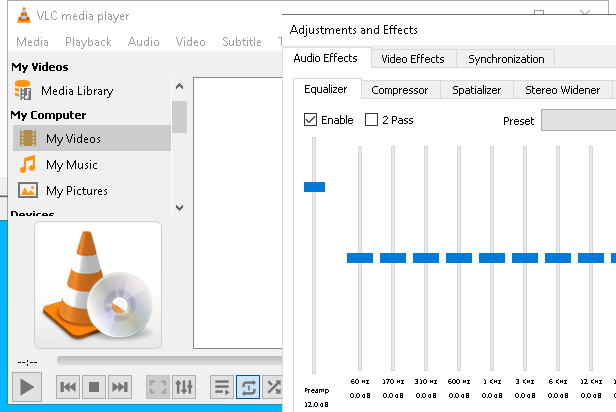 VLC media player
Media Playback Audio Video Subtitle
My Videos
Media Library
My Computer
My Videos
My Music
My Pictures
Devices
--:--
Adjustments and Effects
Audio Effects Video Effects Synchronization
Equalizer Compressor Spatializer Stereo Widener
Enable 2 Pass Preset
60 Hz 170 Hz 310 Hz 600 Hz 1 KHz 3 KHz 6 KHz 12 KH
Preamp 0.0 dB 0.0 dB 0.0 dB 0.0 dB 0.0 dB 0.0 dB 0.0 dB 0.0 d
12.0 dB